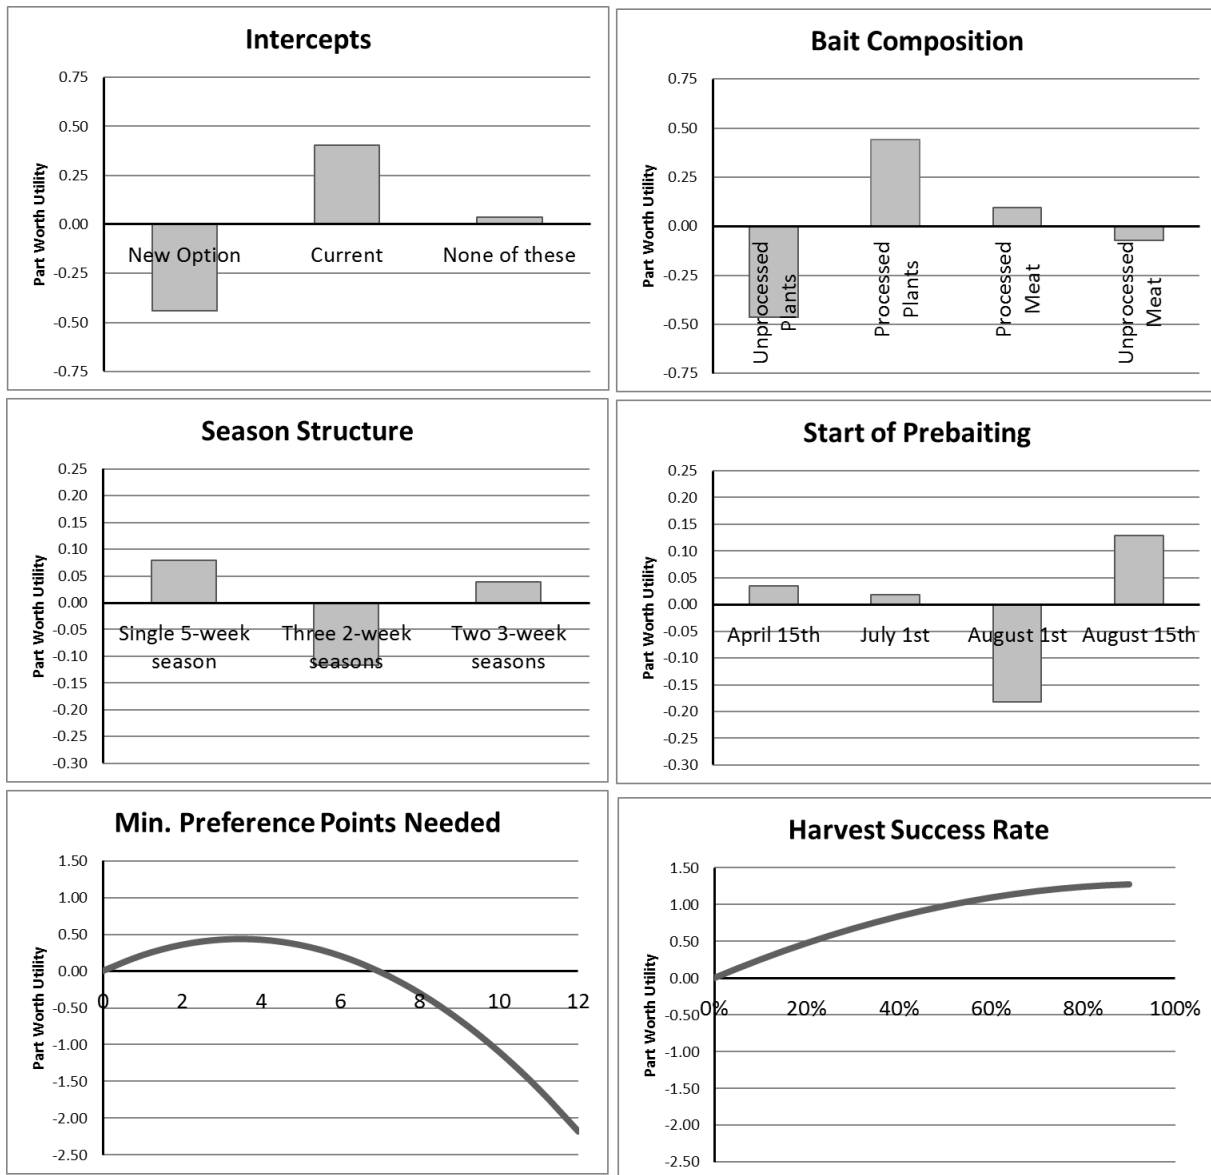 Intercepts
0.75
0.50
0.25
0.00
-0.25
-0.50
-0.75
Part Worth Utility
New Option
Current
None of these
Bait Composition
0.75
0.50
0.25
0.00
-0.25
-0.50
-0.75
Part Worth Utility
Unprocessed
Plants
Processed
Plants
Processed
Meat
Unprocessed
Meat
Season Structure
0.25
0.20
0.15
0.10
0.05
0.00
-0.05
-0.10
-0.15
-0.20
-0.25
-0.30
Part Worth Utility
Single 5-week
season
Three 2-week
seasons
Two 3-week
seasons
Start of Prebaiting
0.25
0.20
0.15
0.10
0.05
0.00
-0.05
-0.10
-0.15
-0.20
-0.25
-0.30
Part Worth Utility
April 15th
July 1st
August 1st
August 15th
Min. Preference Points Needed
1.50
1.00
0.50
0.00
-0.50
-1.00
-1.50
-2.00
-2.50
Part Worth Utility
0 2 4 6 8 10 12
Harvest Success Rate
1.50
1.00
0.50
0.00
-0.50
-1.00
-1.50
-2.00
-2.50
Part Worth Utility
0% 20% 40% 60% 80% 100%